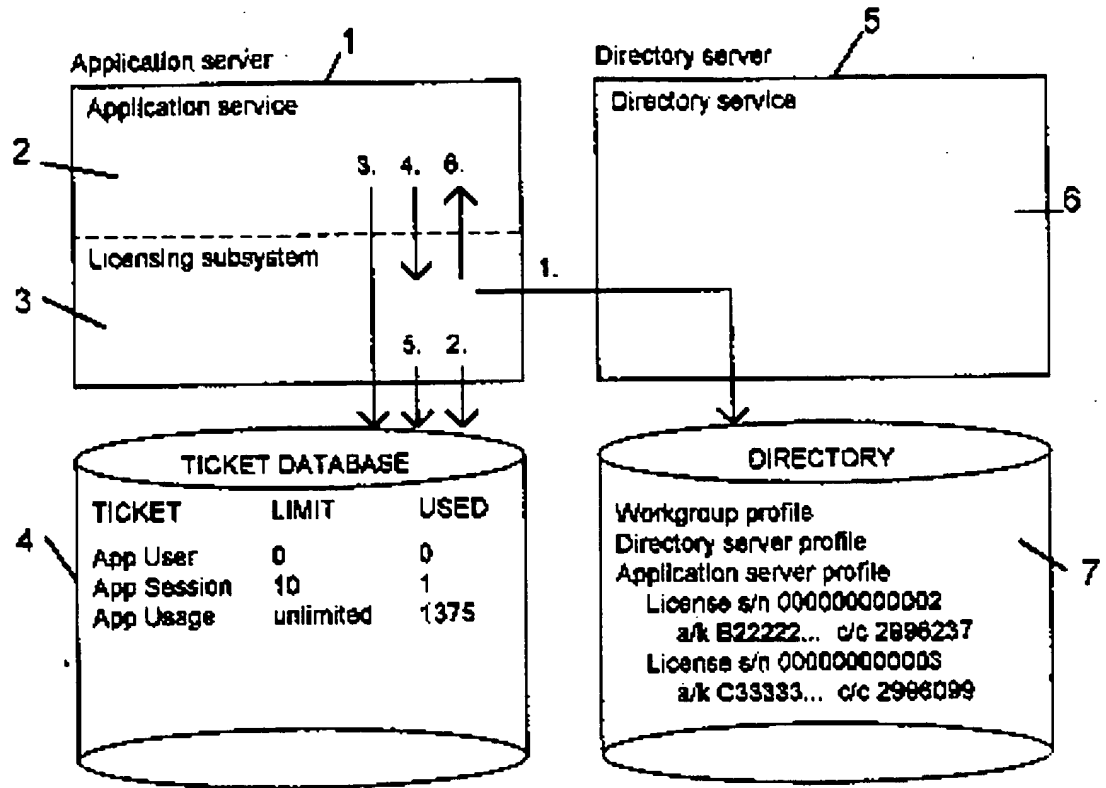 1
5
Application server
Directory server
Application service
Directory service
2
3. 4. 6.
6
Licensing subsystem
1.
3
5. 2.
TICKET DATABASE
DIRECTORY
TICKET LIMIT USED
App User 0 0
App Session 10 1
App Usage unlimited 1375
4
Workgroup profile
Directory server profile
Application server profile
License s/n 000000000002
a/k B22222... c/c 2996237
License s/n 000000000003
a/k C33333... c/c 2996099
7